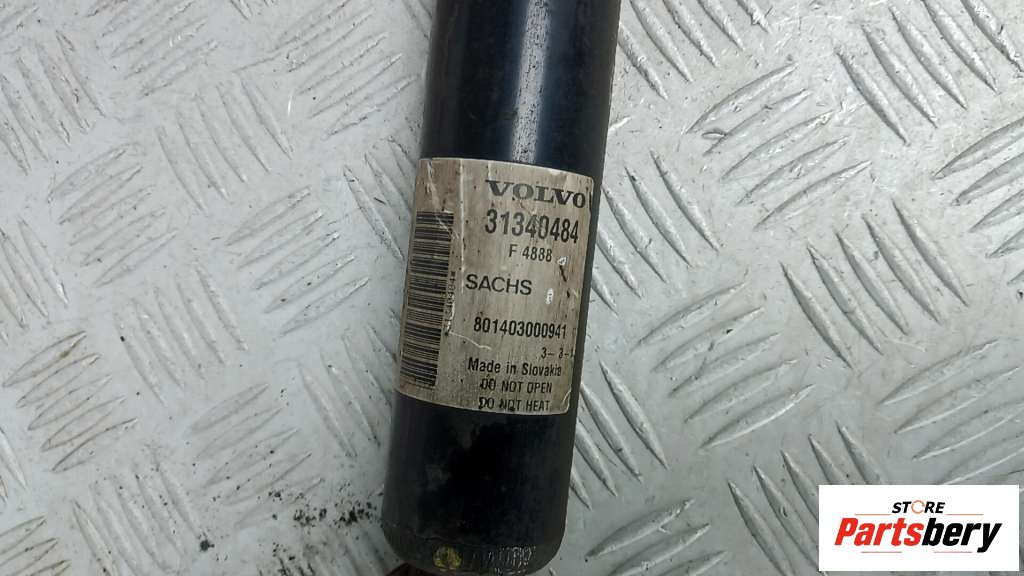 VOLVO
31340484
F 4888
SACHS
801403000941
Made in Slovakia
DO NOT OPEN
DO NOT HEAT
STORE
Partsbery